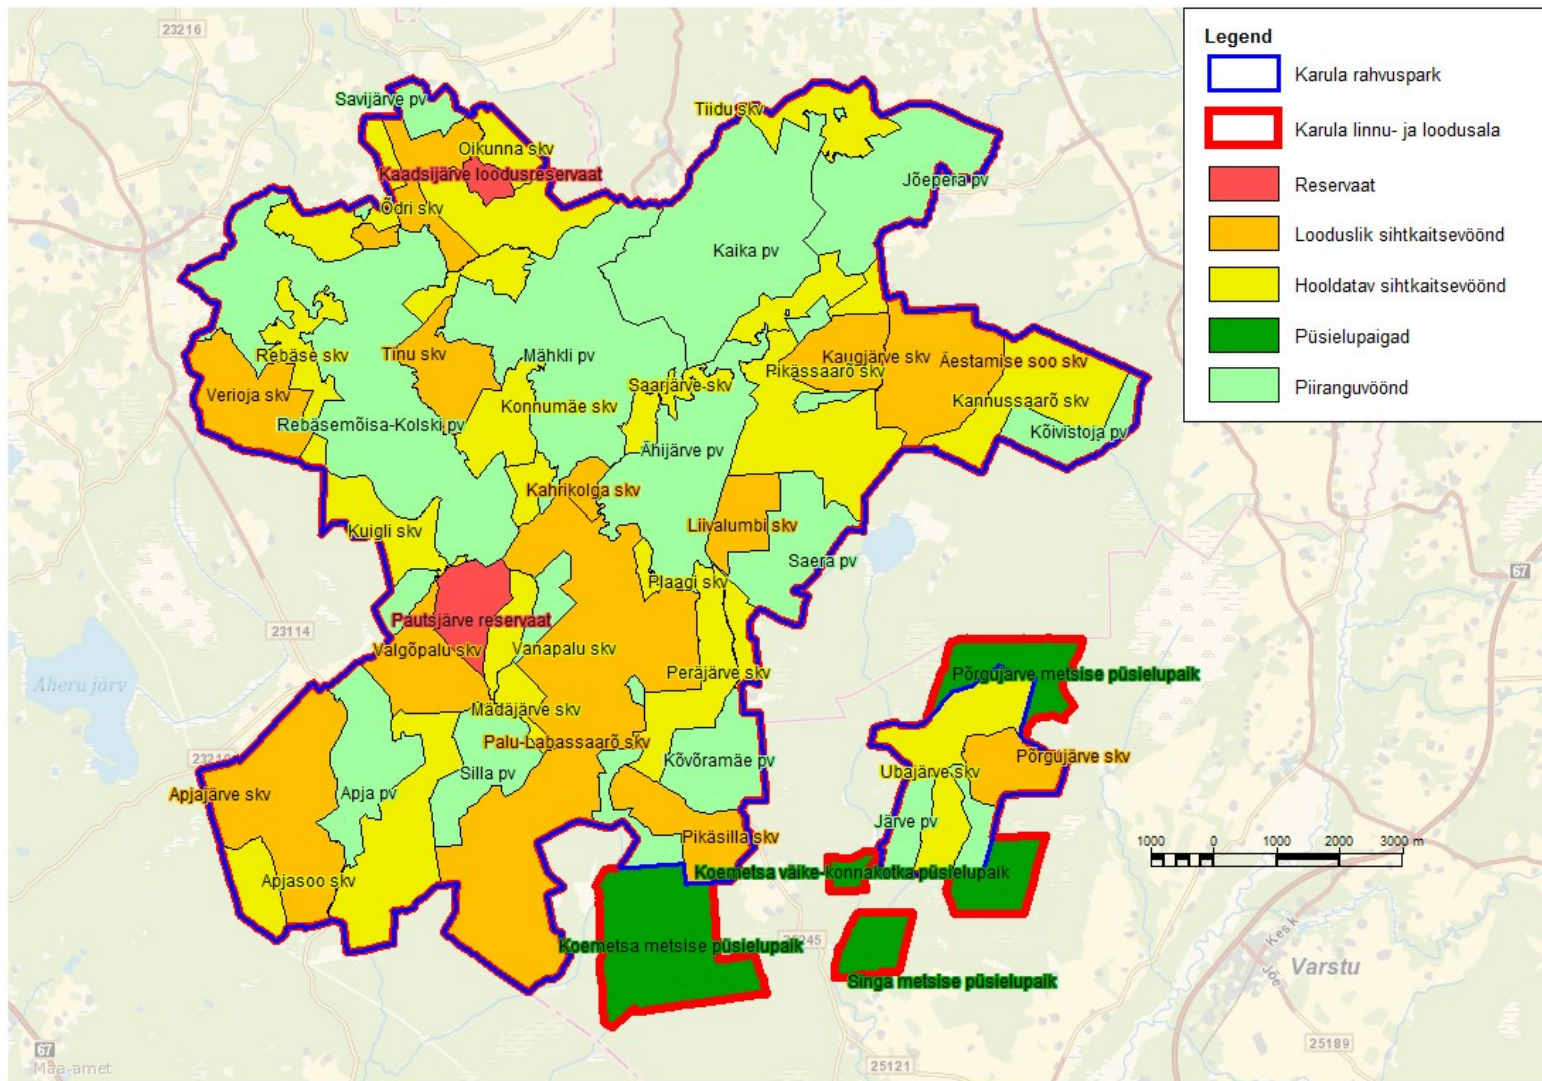 23216
Legend
Karula rahvuspark
Karula linnu- ja loodusala
Reservaat
Looduslik sihtkaitsevöönd
Hooldatav sihtkaitsevöönd
Püsielupaigad
Piiranguvöönd
Savijärve pv
Tiidu skv
Oikunna skv
Kaadsijärve loodusreservaat
Jõepera pv
Õdri skv
Kaika pv
Rebäse skv
Tinu skv
Mähkli pv
Kaugjärve skv
Äestamise soo skv
Pikässaarõ skv
Saarjärve skv
Verioja skv
Konnumäe skv
Kannussaarõ skv
Rebäsemõisa-Kolski pv
Kõivistoja pv
Ähijärve pv
Kahrikolga skv
Kuigli skv
Liivalumbi skv
Saera pv
67
Plaagi skv
Pautsjärve reservaat
23114
Valgõpalu skv
Vanapalu skv
Peräjärve skv
Põrgujärve metsise püsielupaik
Aheru järv
Mädajärve skv
Palu-Labassaarõ skv
Põrgujärve skv
Kõvõramäe pv
Ubajärve skv
Silla pv
Apjajärve skv
Apja pv
Järve pv
Pikäsilla skv
1000 0 1000 2000 3000 m
Koemetsa väike-konnakotka püsielupaik
Apjasoo skv
Koemetsa metsise püsielupaik
25245
Kesk
Jõe
Varstu
Singa metsise püsielupaik
67
Maa-amet
25121
25189